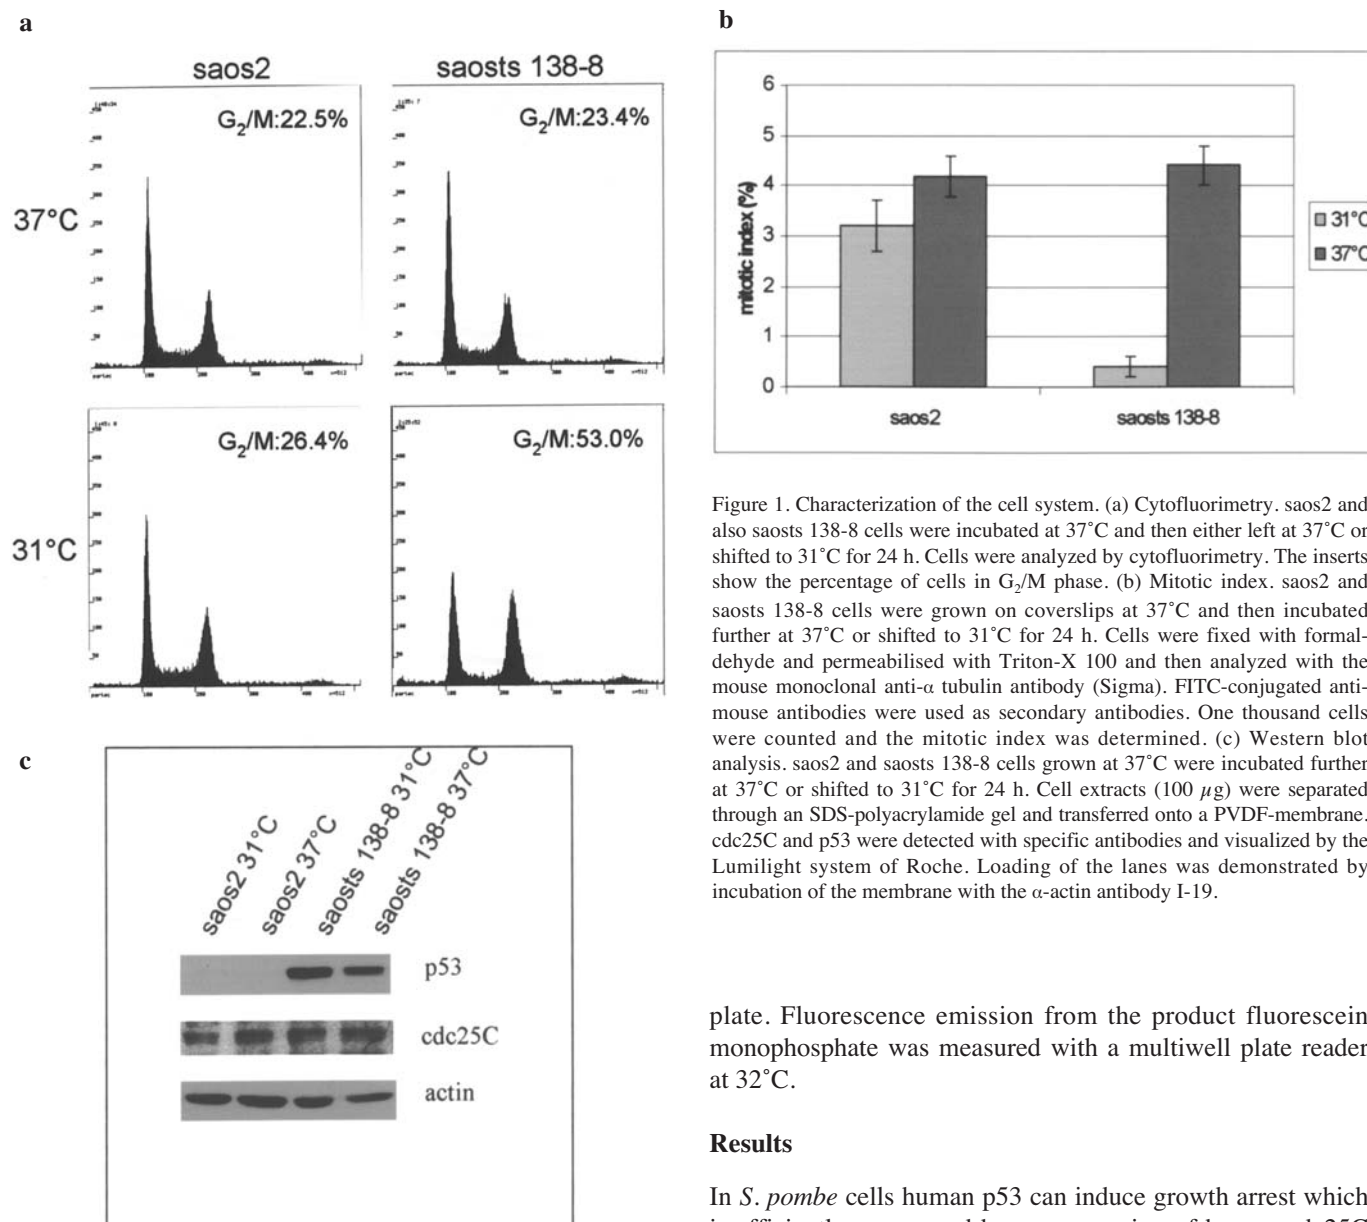 a
saos2
saosts 138-8
37°C
31°C
G2/M:22.5%
G2/M:23.4%
G2/M:26.4%
G2/M:53.0%
b
mitotic index (%)
6
5
4
3
2
1
0
saos2
saosts 138-8
31°C
37°C
Figure 1. Characterization of the cell system. (a) Cytofluorimetry. saos2 and
also saosts 138-8 cells were incubated at 37˚C and then either left at 37˚C or
shifted to 31˚C for 24 h. Cells were analyzed by cytofluorimetry. The inserts
show the percentage of cells in G2/M phase. (b) Mitotic index. saos2 and
saosts 138-8 cells were grown on coverslips at 37˚C and then incubated
further at 37˚C or shifted to 31˚C for 24 h. Cells were fixed with formal-
dehyde and permeabilised with Triton-X 100 and then analyzed with the
mouse monoclonal anti-α tubulin antibody (Sigma). FITC-conjugated anti-
mouse antibodies were used as secondary antibodies. One thousand cells
were counted and the mitotic index was determined. (c) Western blot
analysis. saos2 and saosts 138-8 cells grown at 37˚C were incubated further
at 37˚C or shifted to 31˚C for 24 h. Cell extracts (100 µg) were separated
through an SDS-polyacrylamide gel and transferred onto a PVDF-membrane.
cdc25C and p53 were detected with specific antibodies and visualized by the
Lumilight system of Roche. Loading of the lanes was demonstrated by
incubation of the membrane with the α-actin antibody I-19.
c
saos2 31°C
saos2 37°C
saosts 138-8 31°C
saosts 138-8 37°C
p53
cdc25C
actin
plate. Fluorescence emission from the product fluorescein
monophosphate was measured with a multiwell plate reader
at 32˚C.
Results
In S. pombe cells human p53 can induce growth arrest which